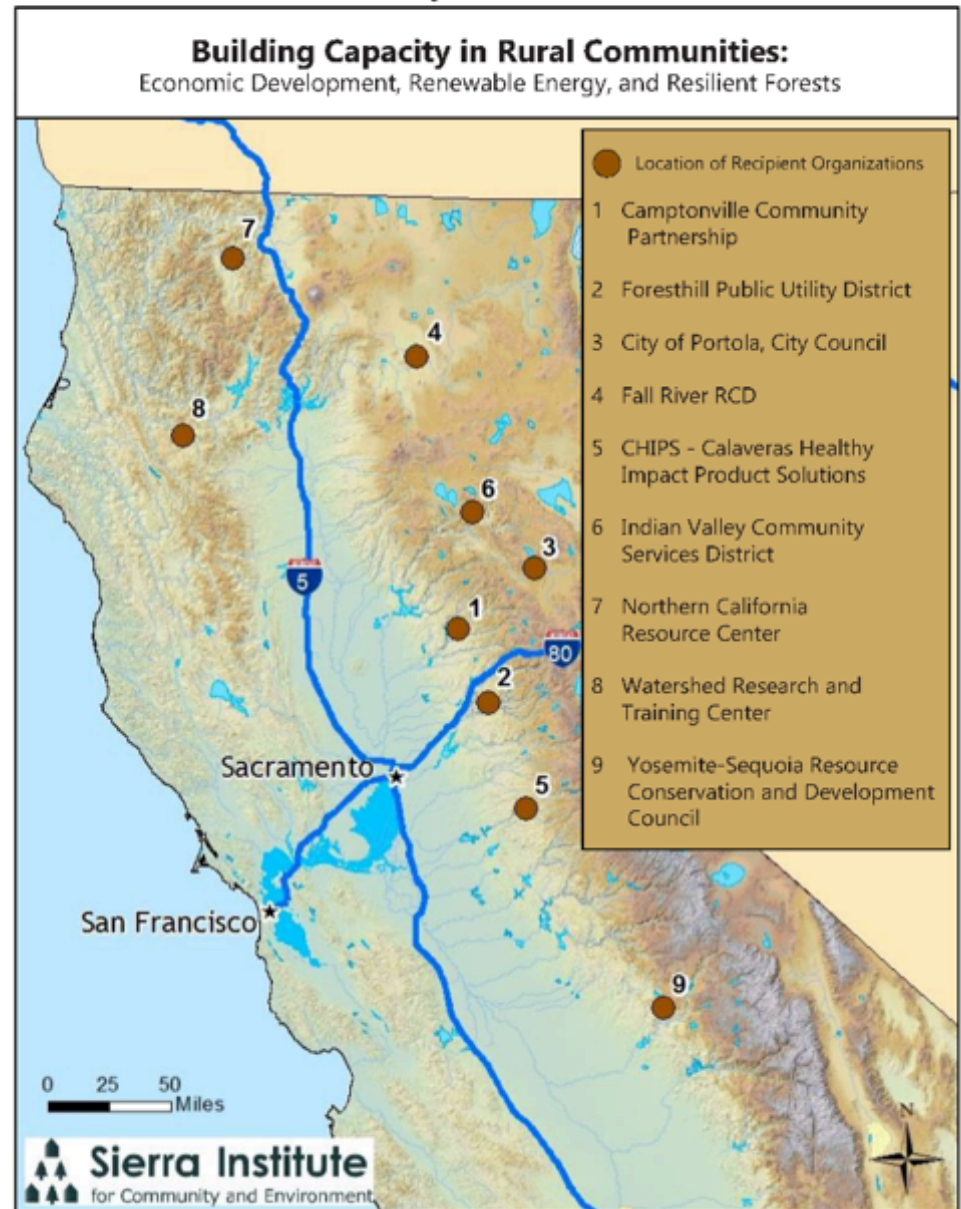 Building Capacity in Rural Communities:
Economic Development, Renewable Energy, and Resilient Forests
Location of Recipient Organizations
1 Camptonville Community
Partnership
2 Foresthill Public Utility District
3 City of Portola, City Council
4 Fall River RCD
5 CHIPS - Calaveras Healthy
Impact Product Solutions
6 Indian Valley Community
Services District
7 Northern California
Resource Center
8 Watershed Research and
Training Center
9 Yosemite-Sequoia Resource
Conservation and Development
Council
7
4
8
6
3
5
1
80
2
Sacramento
5
San Francisco
9
0 25 50
Miles
N
Sierra Institute
for Community and Environment